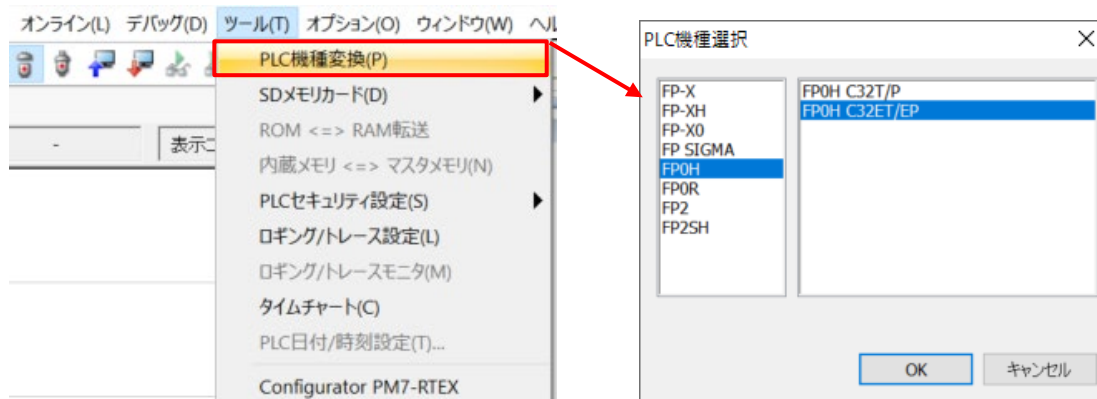 オンライン(L) デバッグ(D) ツール(T) オプション(O) ウィンドウ(W)
PLC機種変換(P)
SDメモリカード(D)
ROM <=> RAM転送
内蔵メモリ <=> マスタメモリ(N)
PLCセキュリティ設定(S)
ロギング/トレース設定(L)
ロギング/トレースモニタ(M)
タイムチャート(C)
PLC日付/時刻設定(T)...
Configurator PM7-RTEX
-
表示
PLC機種選択
FP-X
FP-XH
FP-X0
FP SIGMA
FP0H
FP0R
FP2
FP2SH
FP0H C32T/P
FP0H C32ET/EP
OK
キャンセル